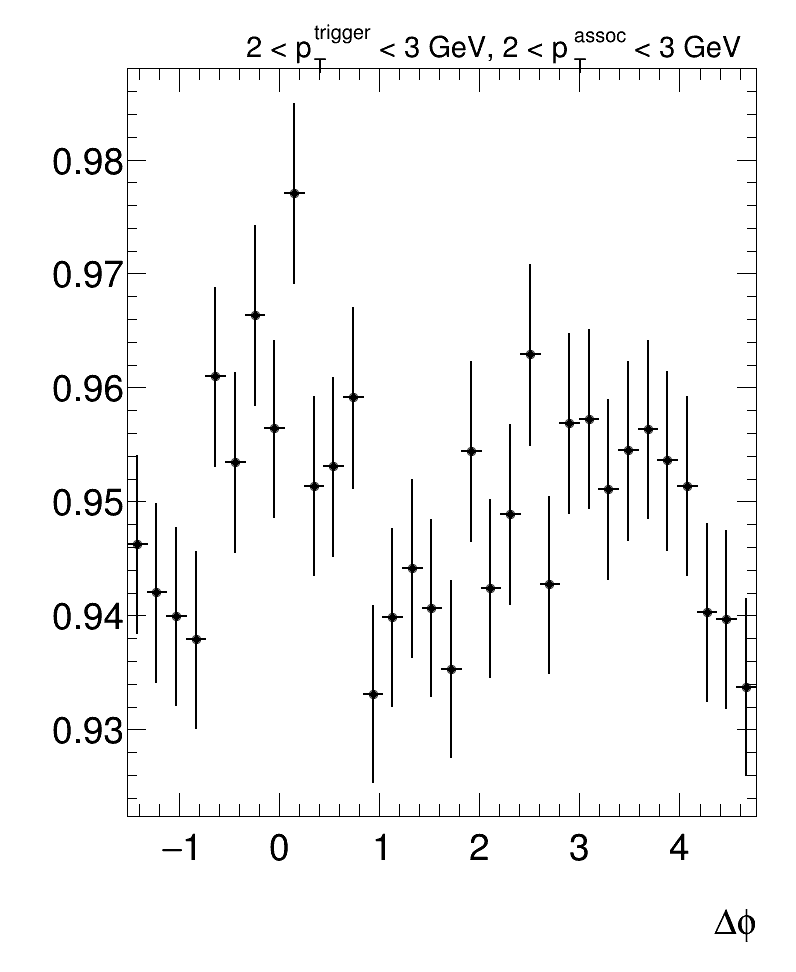 2 < p_T^trigger < 3 GeV, 2 < p_T^assoc < 3 GeV
0.98
0.97
0.96
0.95
0.94
0.93
−1 0 1 2 3 4
Δϕ